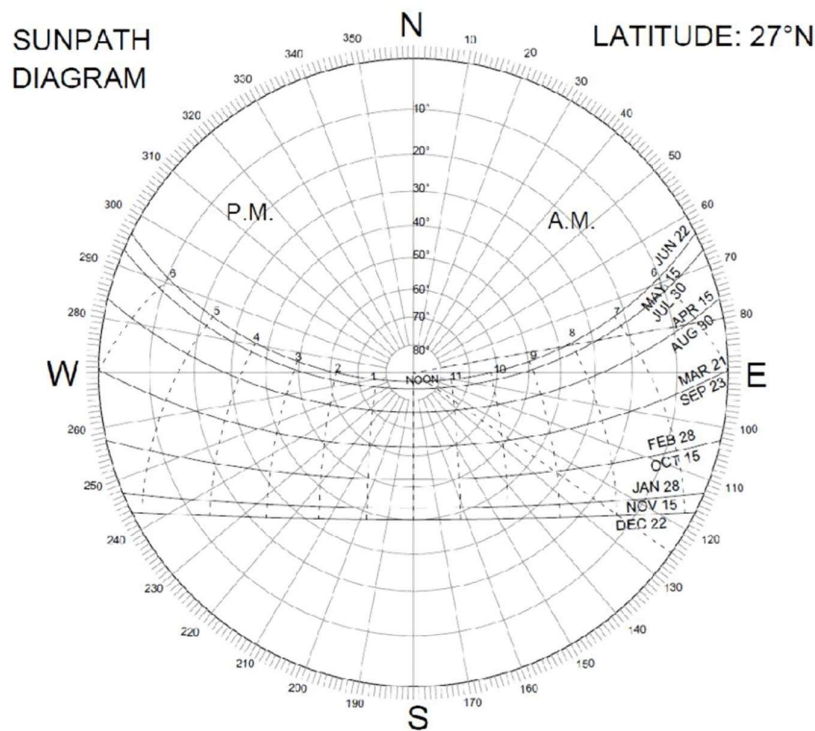 SUNPATH
DIAGRAM
LATITUDE: 27°N
N
350
10
340
20
330
30
320
40
310
50
300
60
290
70
280
80
W
E
260
100
250
110
240
120
230
130
220
140
210
150
200
160
190
170
S
10°
20°
30°
40°
50°
60°
70°
80°
P.M.
A.M.
6
5
4
3
2
1
NOON
11
10
9
8
7
6
JUN 22
MAY 15
JUL 30
APR 15
AUG 30
MAR 21
SEP 23
FEB 28
OCT 15
JAN 28
NOV 15
DEC 22